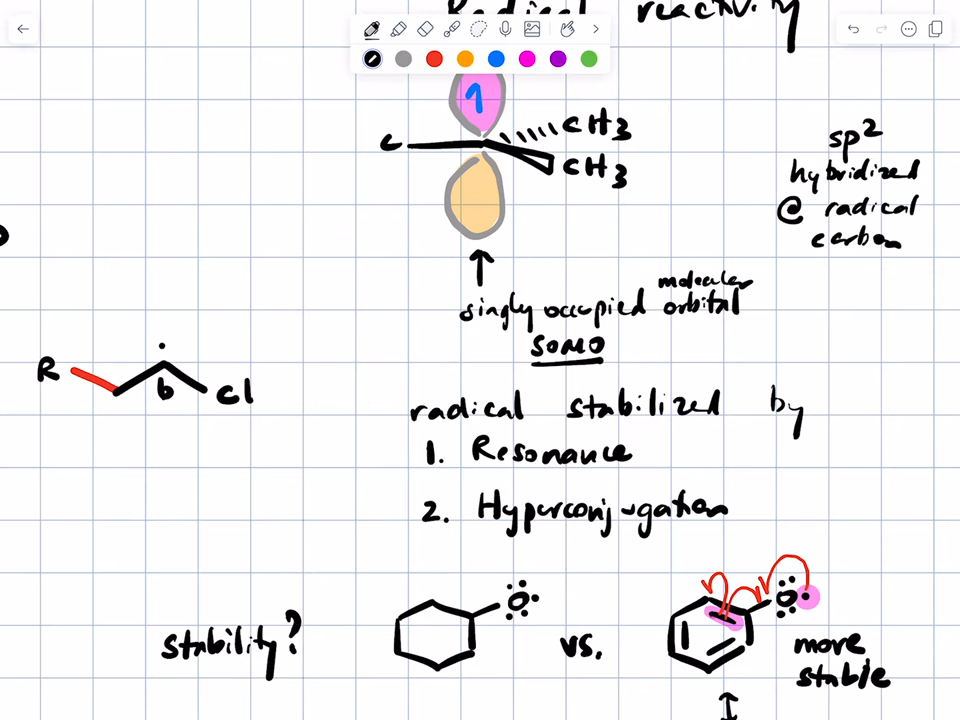 Radical reactivity
1
C
CH3
CH3
sp2
hybridized
@ radical
carbon
singly occupied molecular orbital
SOMO
R
b
Cl
radical stabilized by
1. Resonance
2. Hyperconjugation
stability?
O
vs.
O
more
stable